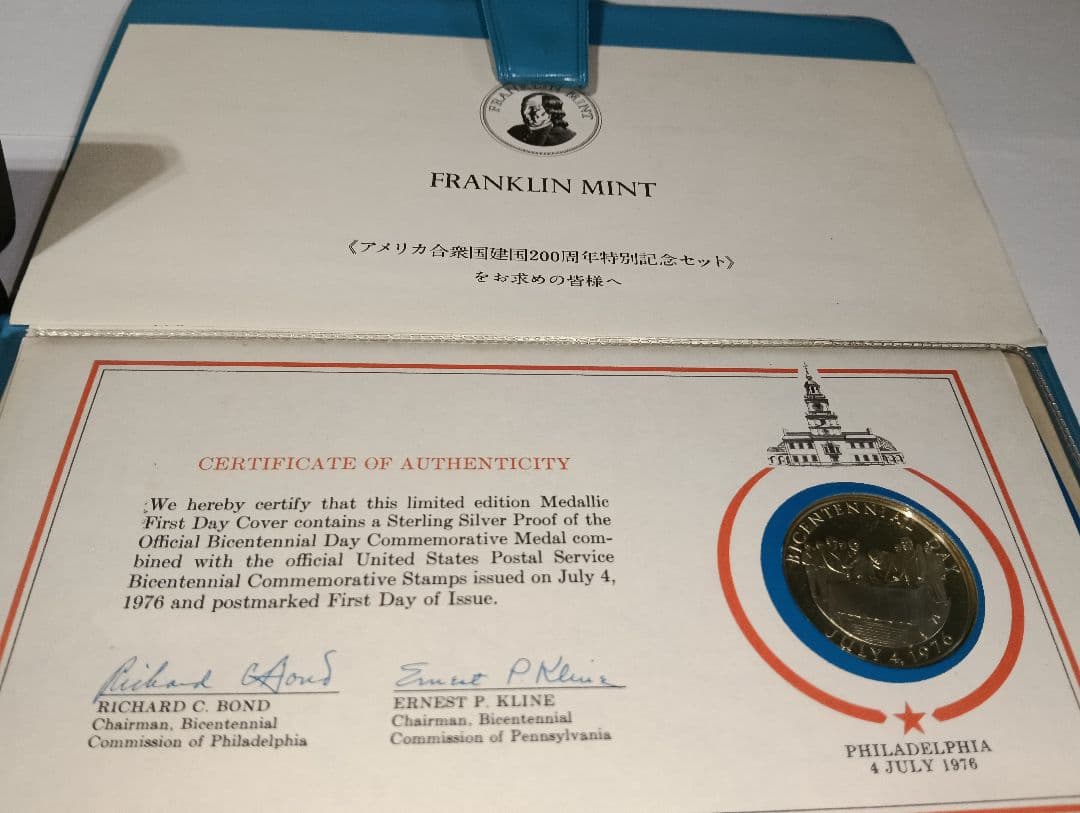 FRANKLIN MINT
FRANKLIN MINT
《アメリカ合衆国建国200周年特別記念セット》
をお求めの皆様へ
CERTIFICATE OF AUTHENTICITY
We hereby certify that this limited edition Medallic
First Day Cover contains a Sterling Silver Proof of the
Official Bicentennial Day Commemorative Medal com-
bined with the official United States Postal Service
Bicentennial Commemorative Stamps issued on July 4,
1976 and postmarked First Day of Issue.
Richard C Bond
RICHARD C. BOND
Chairman, Bicentennial
Commission of Philadelphia
Ernest P. Kline
ERNEST P. KLINE
Chairman, Bicentennial
Commission of Pennsylvania
BICENTENNIAL DAY
JULY 4, 1976
PHILADELPHIA
4 JULY 1976